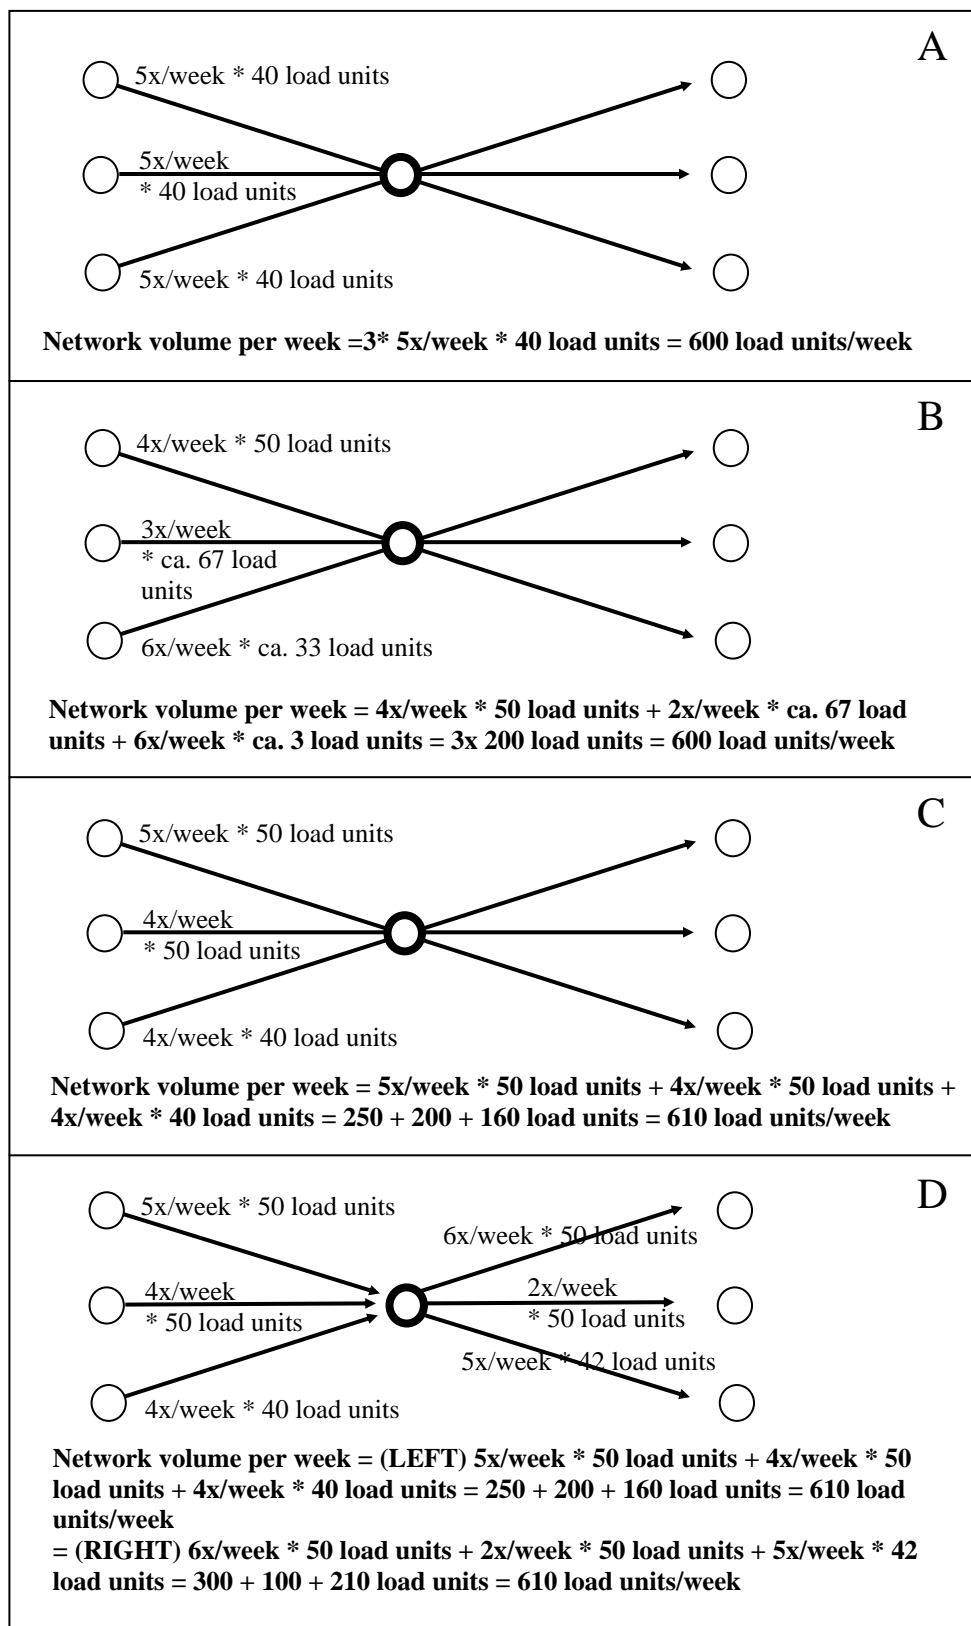 A
5x/week * 40 load units
5x/week
* 40 load units
5x/week * 40 load units
Network volume per week =3* 5x/week * 40 load units = 600 load units/week
B
4x/week * 50 load units
3x/week
* ca. 67 load
units
6x/week * ca. 33 load units
Network volume per week = 4x/week * 50 load units + 2x/week * ca. 67 load
units + 6x/week * ca. 3 load units = 3x 200 load units = 600 load units/week
C
5x/week * 50 load units
4x/week
* 50 load units
4x/week * 40 load units
Network volume per week = 5x/week * 50 load units + 4x/week * 50 load units +
4x/week * 40 load units = 250 + 200 + 160 load units = 610 load units/week
D
5x/week * 50 load units
6x/week * 50 load units
4x/week
* 50 load units
2x/week
* 50 load units
5x/week * 42 load units
4x/week * 40 load units
Network volume per week = (LEFT) 5x/week * 50 load units + 4x/week * 50
load units + 4x/week * 40 load units = 250 + 200 + 160 load units = 610 load
units/week
= (RIGHT) 6x/week * 50 load units + 2x/week * 50 load units + 5x/week * 42
load units = 300 + 100 + 210 load units = 610 load units/week